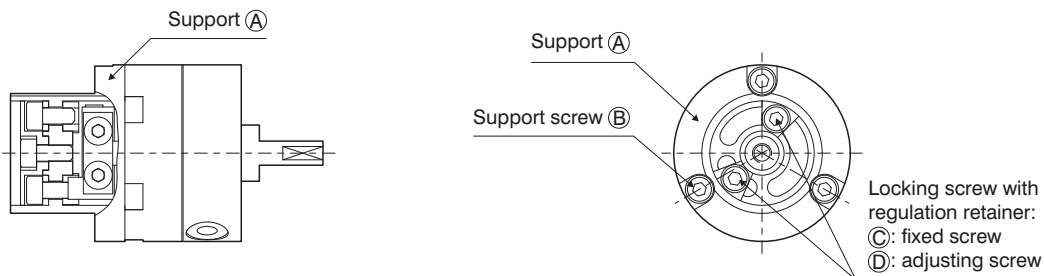 Support Ⓐ
Support Ⓐ
Support screw Ⓑ
Locking screw with
regulation retainer:
Ⓒ: fixed screw
Ⓓ: adjusting screw